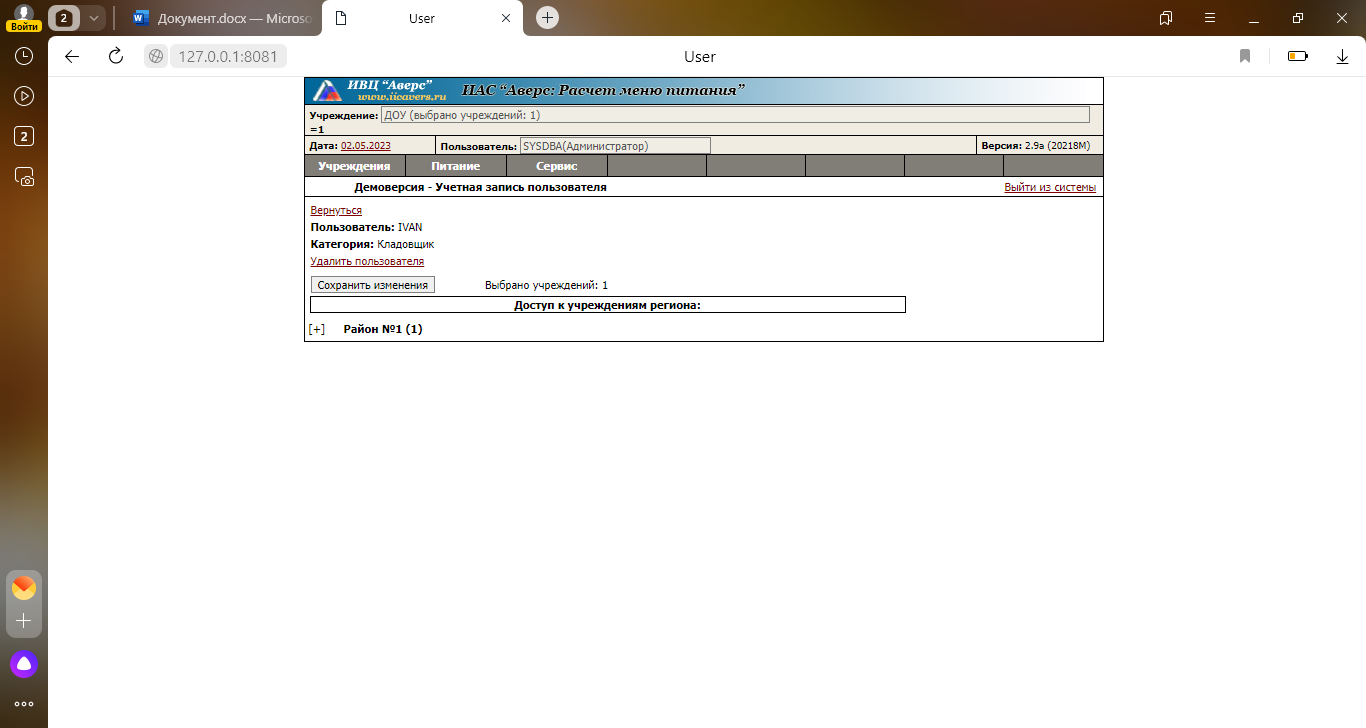 Войти
2
Документ.docx — Microso
User
127.0.0.1:8081
User
2
ИВЦ “Аверс”
www.iicavers.ru
ИАС “Аверс: Расчет меню питания”
Учреждение: ДОУ (выбрано учреждений: 1)
=1
Дата: 02.05.2023 Пользователь: SYSDBA(Администратор) Версия: 2.9a (20218M)
Учреждения Питание Сервис
Демоверсия - Учетная запись пользователя Выйти из системы
Вернуться
Пользователь: IVAN
Категория: Кладовщик
Удалить пользователя
Сохранить изменения Выбрано учреждений: 1
Доступ к учреждениям региона:
[+] Район №1 (1)